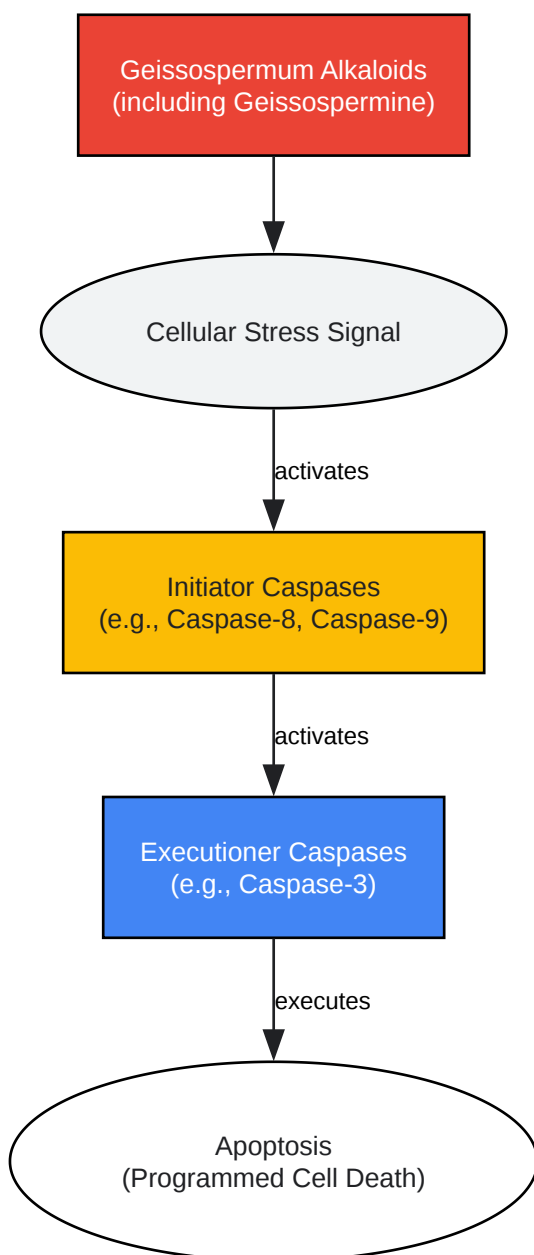 Geissospermum Alkaloids
(including Geissospermine)
Cellular Stress Signal
activates
Initiator Caspases
(e.g., Caspase-8, Caspase-9)
activates
Executioner Caspases
(e.g., Caspase-3)
executes
Apoptosis
(Programmed Cell Death)